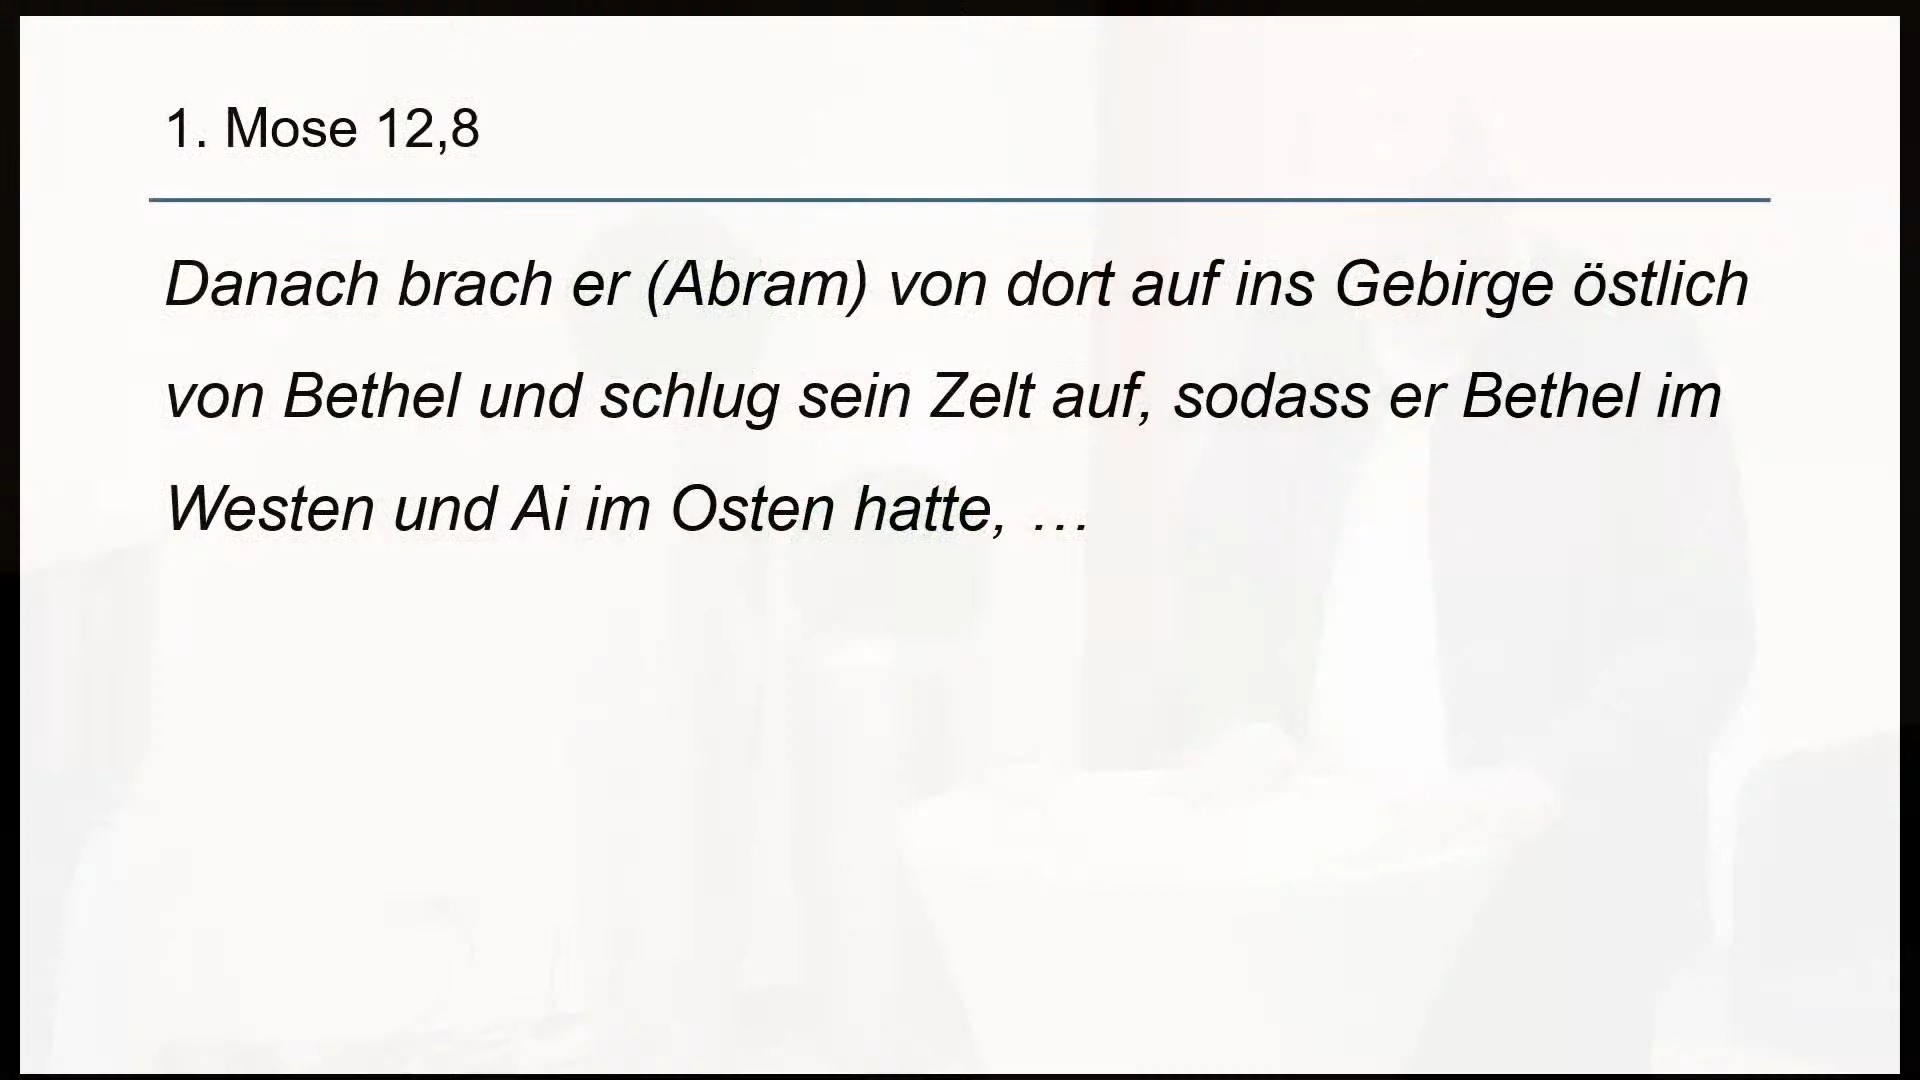 1. Mose 12,8
Danach brach er (Abram) von dort auf ins Gebirge östlich
von Bethel und schlug sein Zelt auf, sodass er Bethel im
Westen und Ai im Osten hatte, …